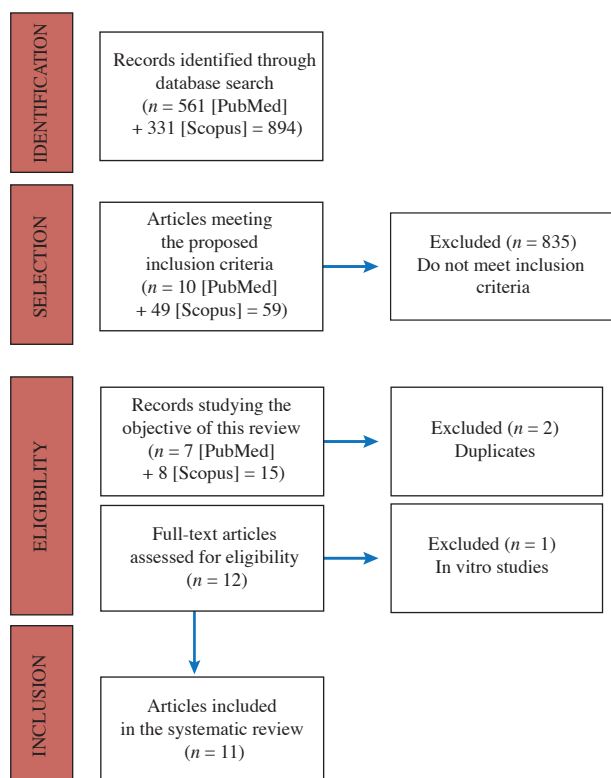 IDENTIFICATION
Records identified through
database search
(n = 561 [PubMed]
+ 331 [Scopus] = 894)
SELECTION
Articles meeting
the proposed
inclusion criteria
(n = 10 [PubMed]
+ 49 [Scopus] = 59)
Excluded (n = 835)
Do not meet inclusion
criteria
ELIGIBILITY
Records studying the
objective of this review
(n = 7 [PubMed]
+ 8 [Scopus] = 15)
Excluded (n = 2)
Duplicates
Full-text articles
assessed for eligibility
(n = 12)
Excluded (n = 1)
In vitro studies
INCLUSION
Articles included
in the systematic review
(n = 11)